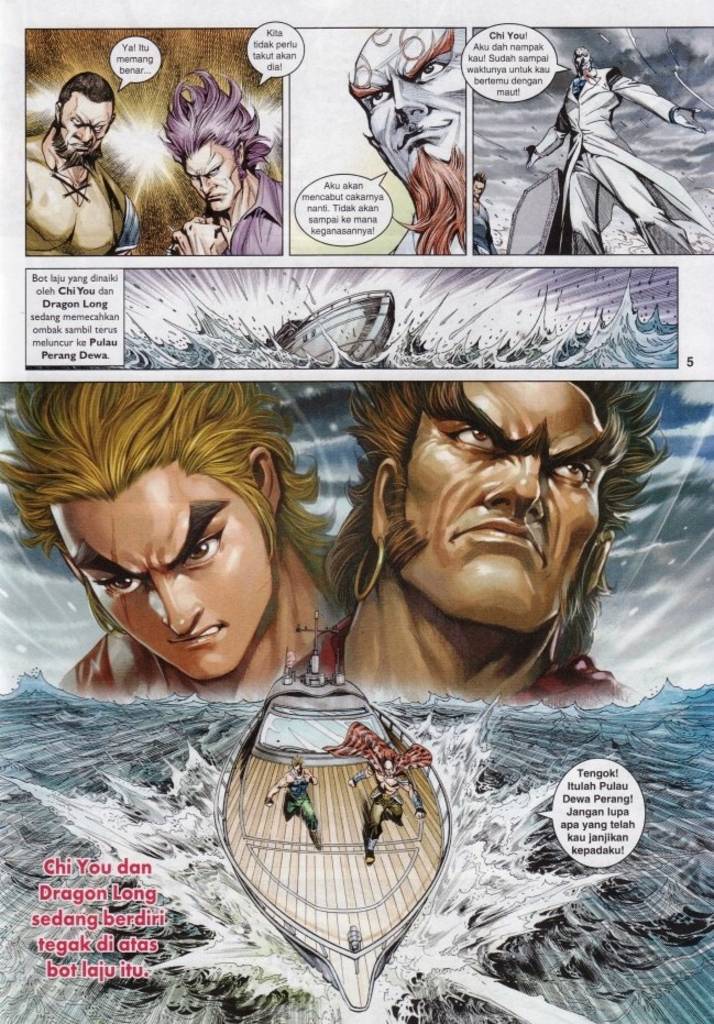 Ya! Itu
memang
benar...
Kita
tidak perlu
takut akan
dia!
Aku akan
mencabut cakarnya
nanti. Tidak akan
sampai ke mana
keganasannya!
Chi You!
Aku dah nampak
kau! Sudah sampai
waktunya untuk kau
bertemu dengan
maut!
Bot laju yang dinaiki
oleh Chi You dan
Dragon Long
sedang memecahkan
ombak sambil terus
meluncur ke Pulau
Perang Dewa.
5
Tengok!
Itulah Pulau
Dewa Perang!
Jangan lupa
apa yang telah
kau janjikan
kepadaku!
Chi You dan
Dragon Long
sedang berdiri
tegak di atas
bot laju itu.